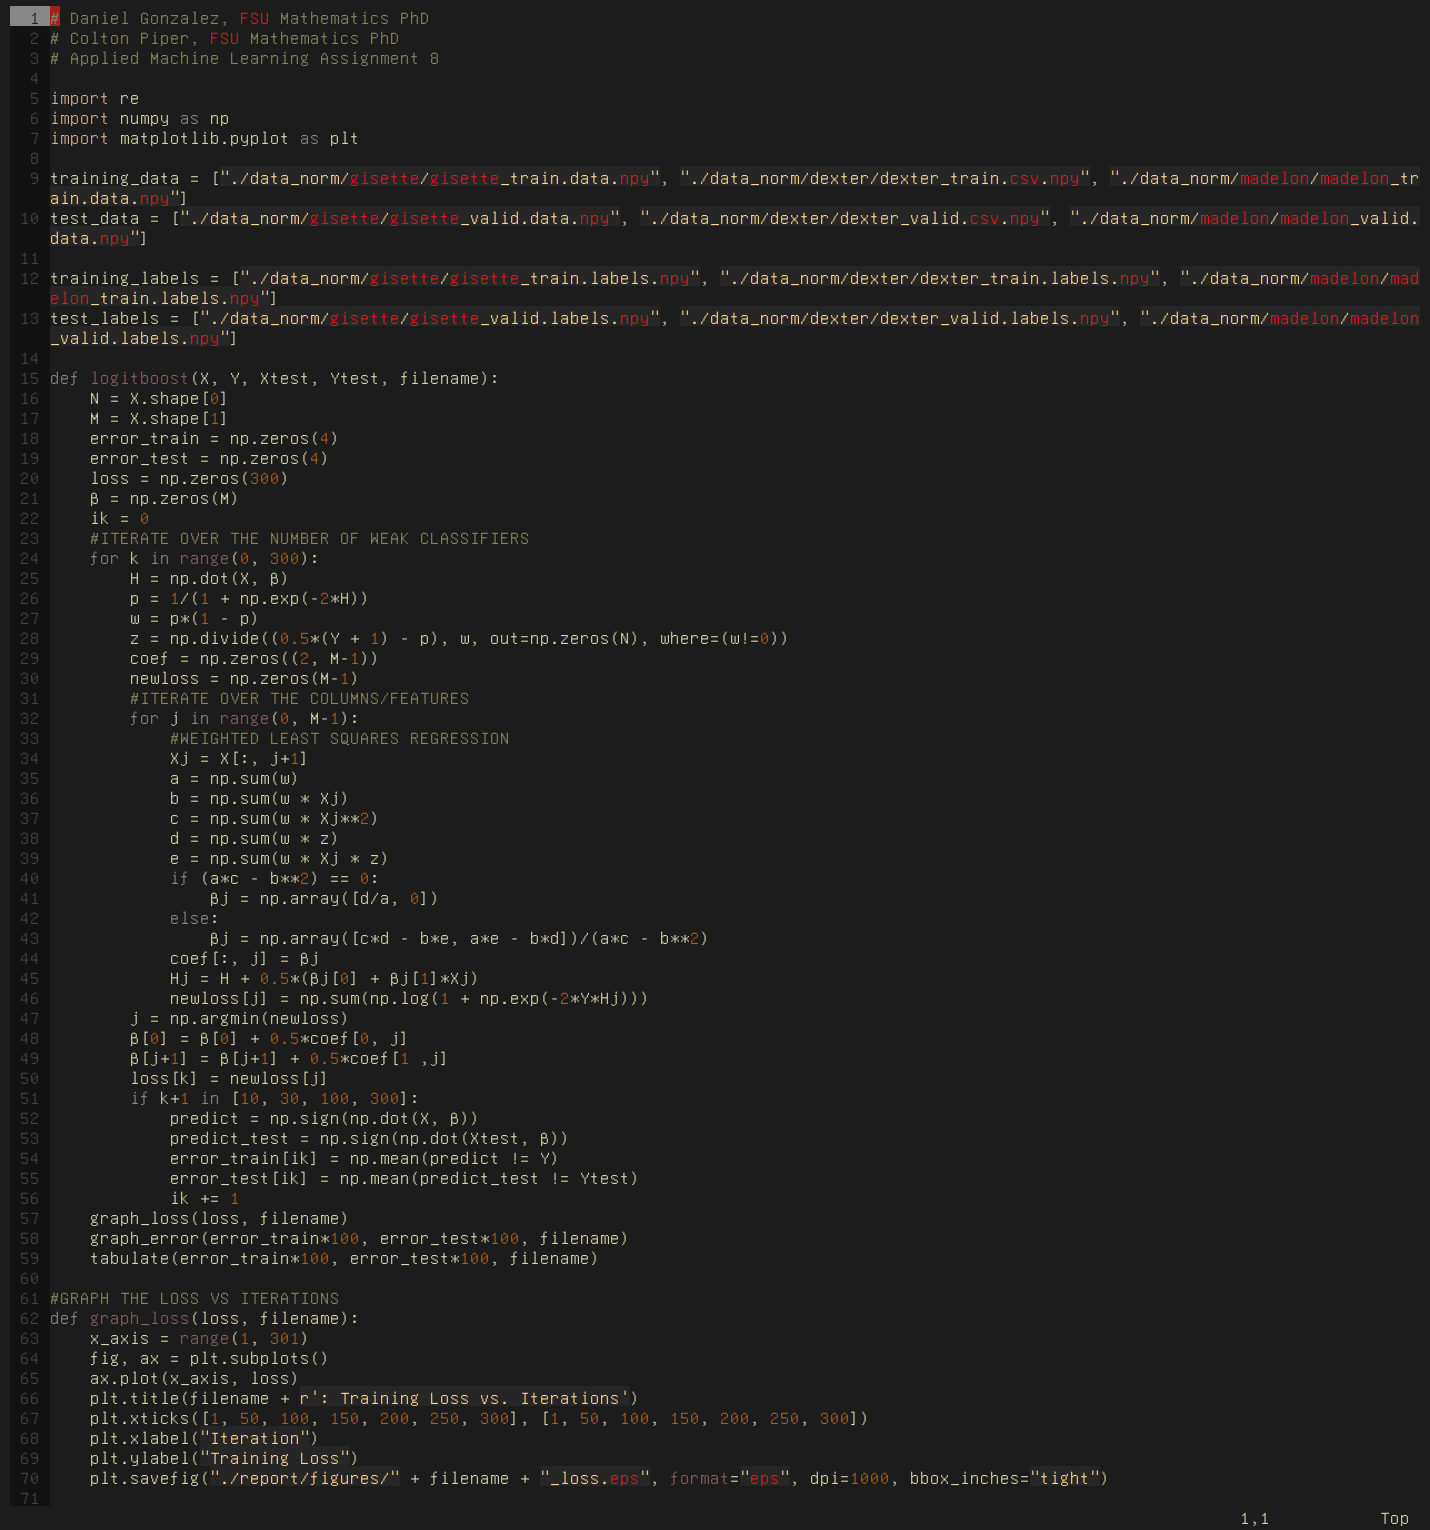 1 # Daniel Gonzalez, FSU Mathematics PhD
2 # Colton Piper, FSU Mathematics PhD
3 # Applied Machine Learning Assignment 8
4
5 import re
6 import numpy as np
7 import matplotlib.pyplot as plt
8
9 training_data = ["./data_norm/gisette/gisette_train.data.npy", "./data_norm/dexter/dexter_train.csv.npy", "./data_norm/madelon/madelon_tr
ain.data.npy"]
10 test_data = ["./data_norm/gisette/gisette_valid.data.npy", "./data_norm/dexter/dexter_valid.csv.npy", "./data_norm/madelon/madelon_valid.
data.npy"]
11
12 training_labels = ["./data_norm/gisette/gisette_train.labels.npy", "./data_norm/dexter/dexter_train.labels.npy", "./data_norm/madelon/mad
elon_train.labels.npy"]
13 test_labels = ["./data_norm/gisette/gisette_valid.labels.npy", "./data_norm/dexter/dexter_valid.labels.npy", "./data_norm/madelon/madelon
_valid.labels.npy"]
14
15 def logitboost(X, Y, Xtest, Ytest, filename):
16     N = X.shape[0]
17     M = X.shape[1]
18     error_train = np.zeros(4)
19     error_test = np.zeros(4)
20     loss = np.zeros(300)
21     β = np.zeros(M)
22     ik = 0
23     #ITERATE OVER THE NUMBER OF WEAK CLASSIFIERS
24     for k in range(0, 300):
25         H = np.dot(X, β)
26         p = 1/(1 + np.exp(-2*H))
27         w = p*(1 - p)
28         z = np.divide((0.5*(Y + 1) - p), w, out=np.zeros(N), where=(w!=0))
29         coef = np.zeros((2, M-1))
30         newloss = np.zeros(M-1)
31         #ITERATE OVER THE COLUMNS/FEATURES
32         for j in range(0, M-1):
33             #WEIGHTED LEAST SQUARES REGRESSION
34             Xj = X[:, j+1]
35             a = np.sum(w)
36             b = np.sum(w * Xj)
37             c = np.sum(w * Xj**2)
38             d = np.sum(w * z)
39             e = np.sum(w * Xj * z)
40             if (a*c - b**2) == 0:
41                 βj = np.array([d/a, 0])
42             else:
43                 βj = np.array([c*d - b*e, a*e - b*d])/(a*c - b**2)
44             coef[:, j] = βj
45             Hj = H + 0.5*(βj[0] + βj[1]*Xj)
46             newloss[j] = np.sum(np.log(1 + np.exp(-2*Y*Hj)))
47         j = np.argmin(newloss)
48         β[0] = β[0] + 0.5*coef[0, j]
49         β[j+1] = β[j+1] + 0.5*coef[1 ,j]
50         loss[k] = newloss[j]
51         if k+1 in [10, 30, 100, 300]:
52             predict = np.sign(np.dot(X, β))
53             predict_test = np.sign(np.dot(Xtest, β))
54             error_train[ik] = np.mean(predict != Y)
55             error_test[ik] = np.mean(predict_test != Ytest)
56             ik += 1
57     graph_loss(loss, filename)
58     graph_error(error_train*100, error_test*100, filename)
59     tabulate(error_train*100, error_test*100, filename)
60
61 #GRAPH THE LOSS VS ITERATIONS
62 def graph_loss(loss, filename):
63     x_axis = range(1, 301)
64     fig, ax = plt.subplots()
65     ax.plot(x_axis, loss)
66     plt.title(filename + r': Training Loss vs. Iterations')
67     plt.xticks([1, 50, 100, 150, 200, 250, 300], [1, 50, 100, 150, 200, 250, 300])
68     plt.xlabel("Iteration")
69     plt.ylabel("Training Loss")
70     plt.savefig("./report/figures/" + filename + "_loss.eps", format="eps", dpi=1000, bbox_inches="tight")
71
1,1 Top